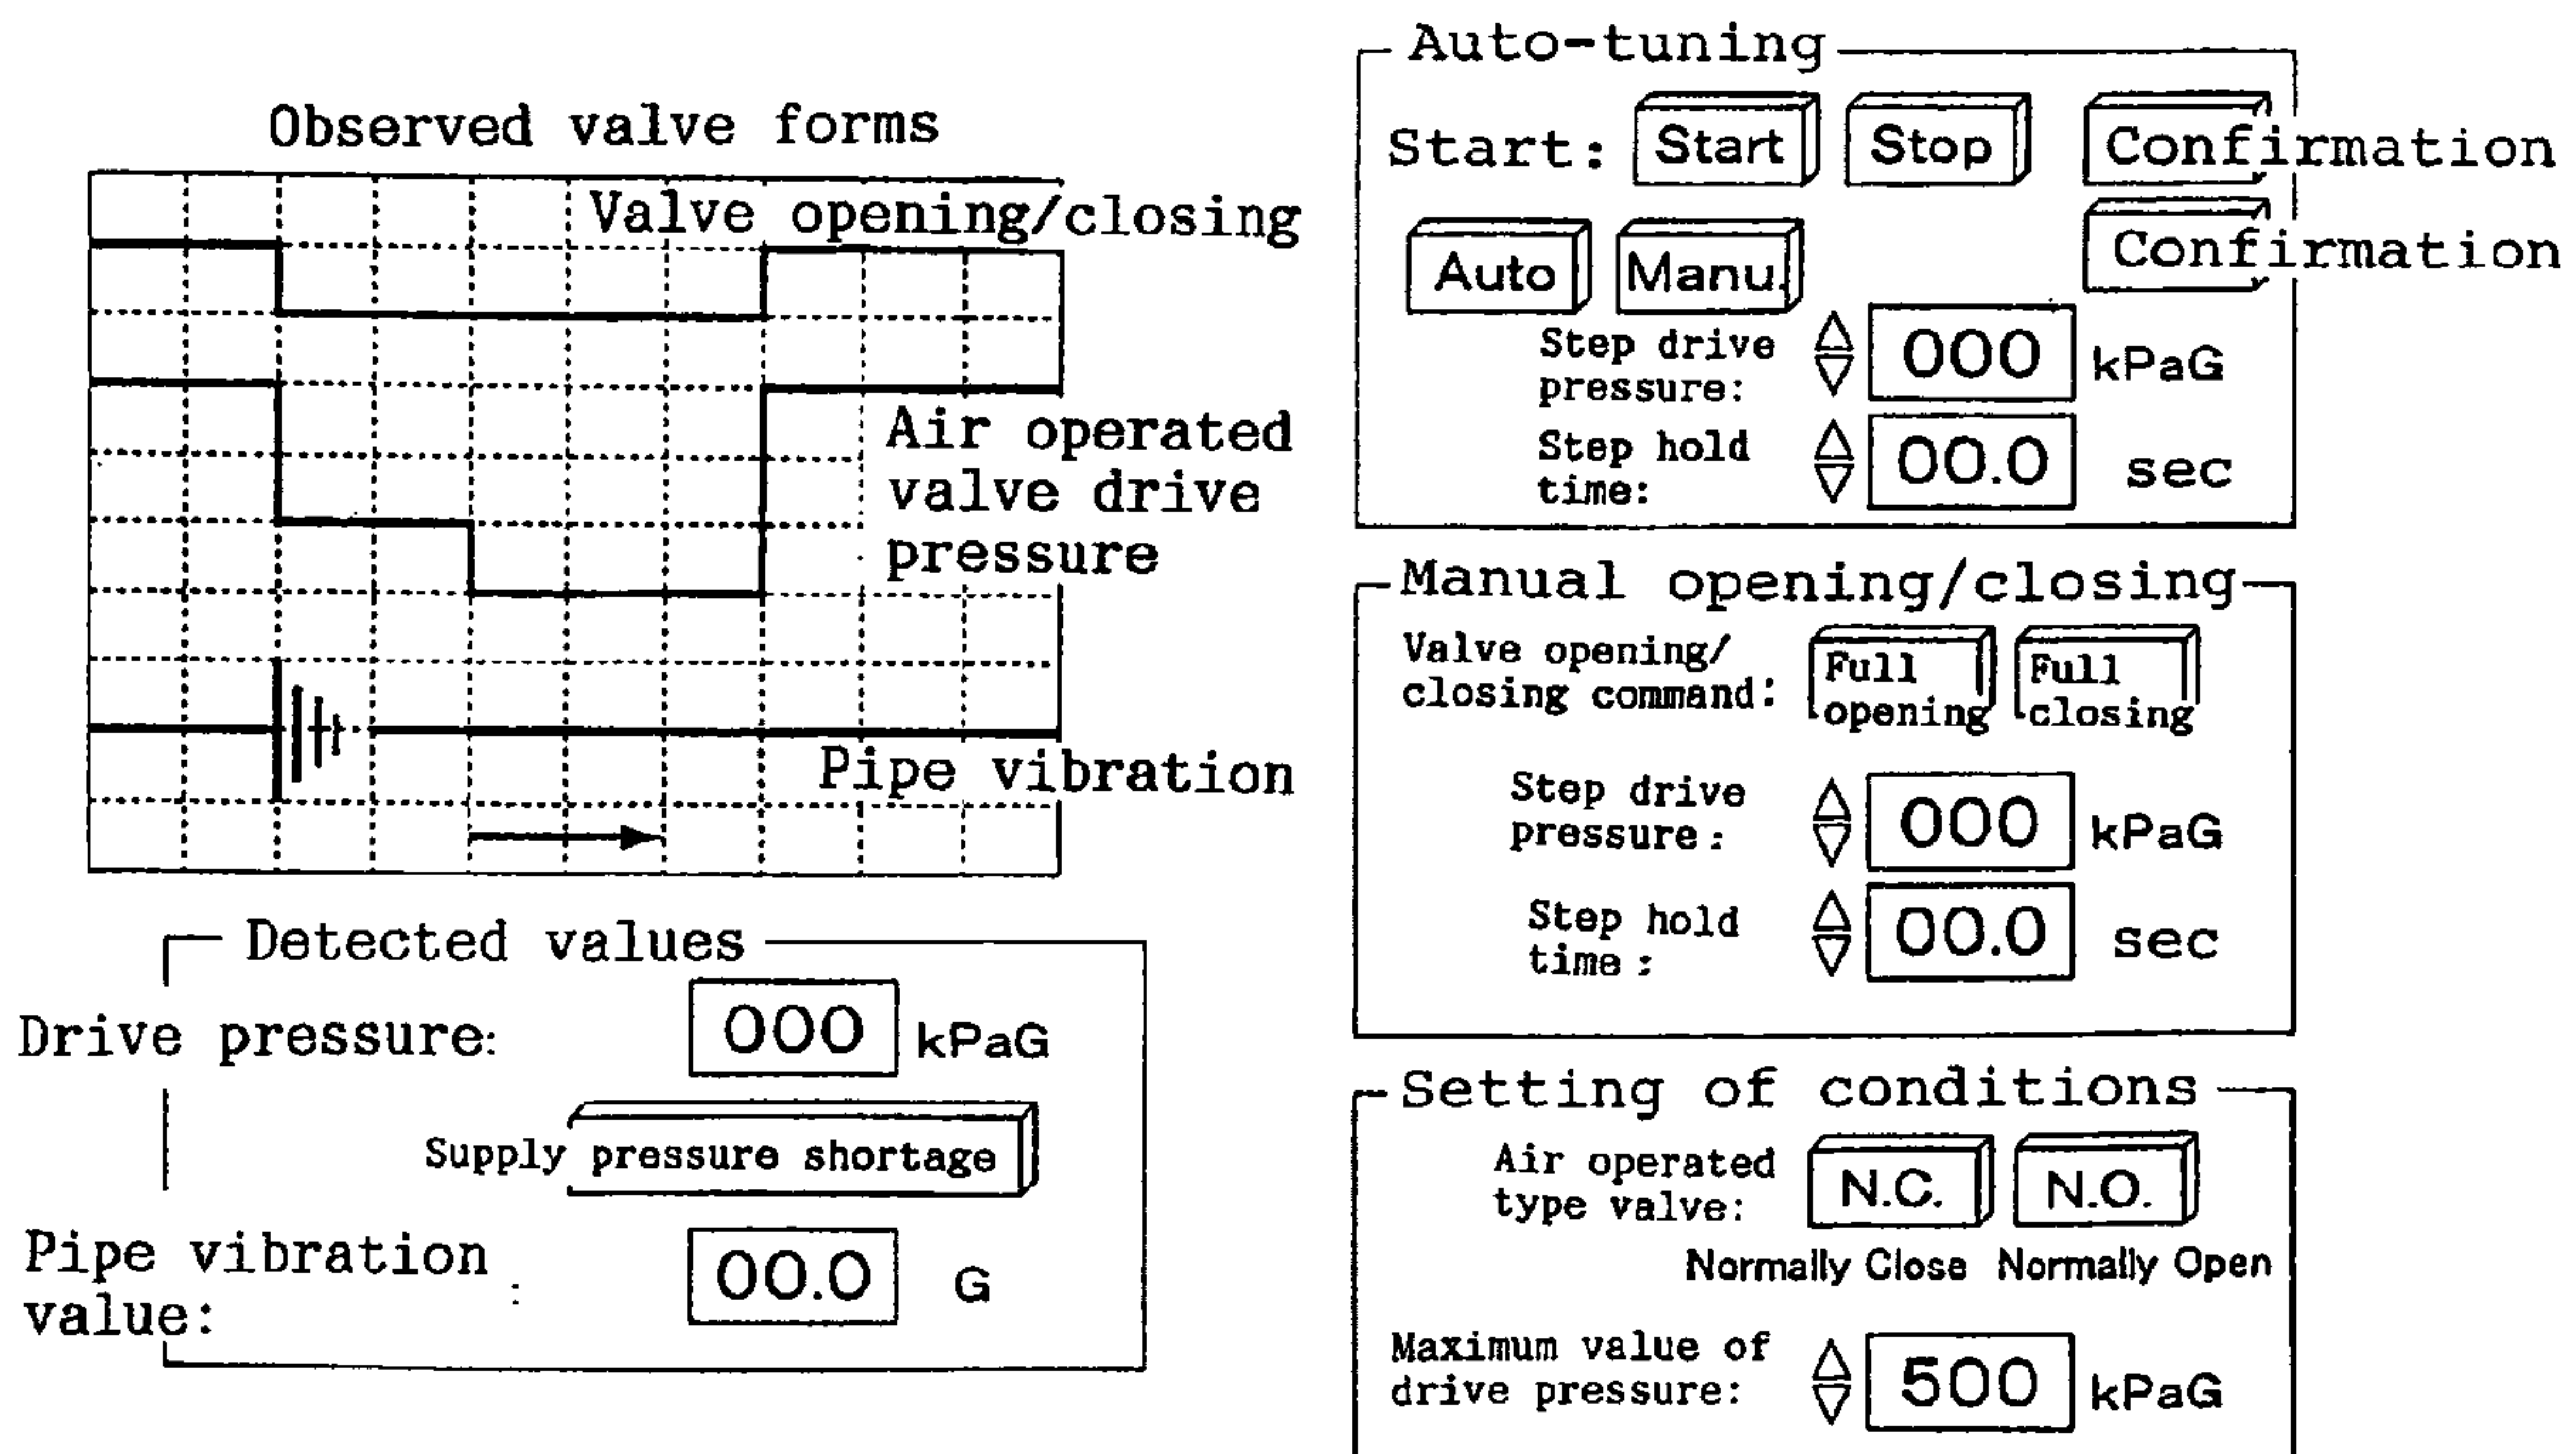 Observed valve forms
Valve opening/closing
Air operated
valve drive
pressure
Pipe vibration
Detected values
Drive pressure: 000 kPaG
Supply pressure shortage
Pipe vibration
value: : 00.0 G
Auto-tuning
Start: Start Stop Confirmation
Auto Manu. Confirmation
Step drive
pressure: 000 kPaG
Step hold
time: 00.0 sec
Manual opening/closing
Valve opening/
closing command:
Full
opening
Full
closing
Step drive
pressure: 000 kPaG
Step hold
time: 00.0 sec
Setting of conditions
Air operated
type valve: N.C. N.O.
Normally Close Normally Open
Maximum value of
drive pressure: 500 kPaG